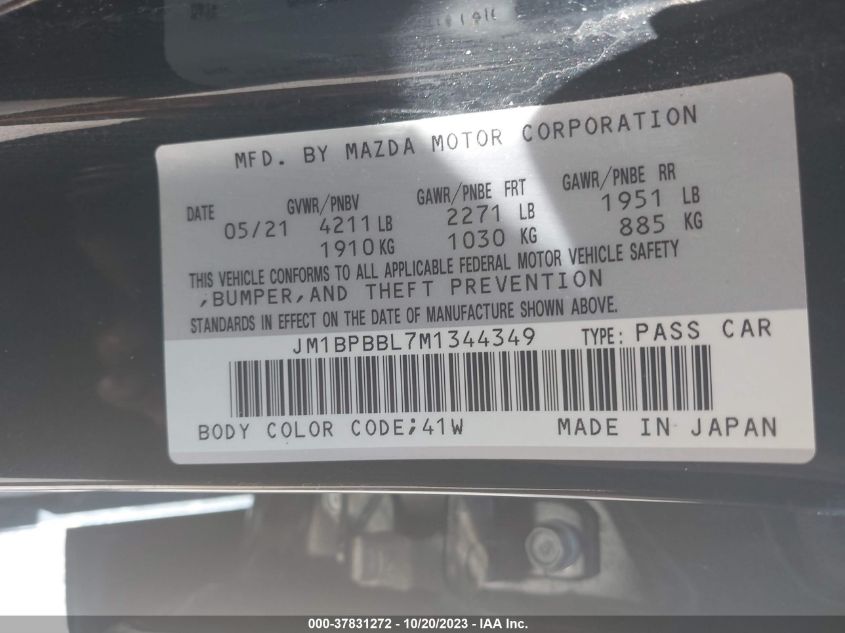 MFD. BY MAZDA MOTOR CORPORATION
DATE GVWR/PNBV GAWR/PNBE FRT GAWR/PNBE RR
05/21 4211 LB 2271 LB 1951 LB
1910 KG 1030 KG 885 KG
THIS VEHICLE CONFORMS TO ALL APPLICABLE FEDERAL MOTOR VEHICLE SAFETY
,BUMPER,AND THEFT PREVENTION
STANDARDS IN EFFECT ON THE DATE OF MANUFACTURE SHOWN ABOVE.
JM1BPBBL7M1344349 TYPE: PASS CAR
BODY COLOR CODE;41W MADE IN JAPAN
000-37831272 - 10/20/2023 - IAA Inc.